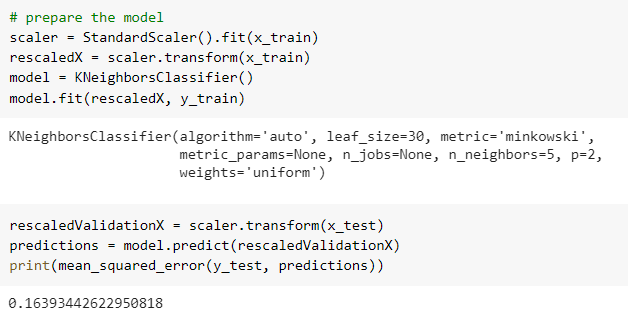 # prepare the model
scaler = StandardScaler().fit(x_train)
rescaledX = scaler.transform(x_train)
model = KNeighborsClassifier()
model.fit(rescaledX, y_train)
KNeighborsClassifier(algorithm='auto', leaf_size=30, metric='minkowski',
metric_params=None, n_jobs=None, n_neighbors=5, p=2,
weights='uniform')
rescaledValidationX = scaler.transform(x_test)
predictions = model.predict(rescaledValidationX)
print(mean_squared_error(y_test, predictions))
0.16393442622950818